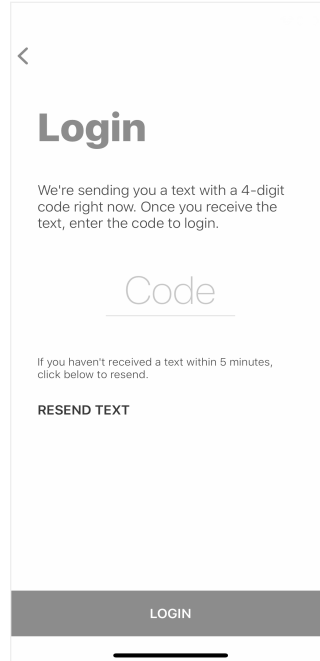 Login
We're sending you a text with a 4-digit
code right now. Once you receive the
text, enter the code to login.
Code
If you haven't received a text within 5 minutes,
click below to resend.
RESEND TEXT
LOGIN